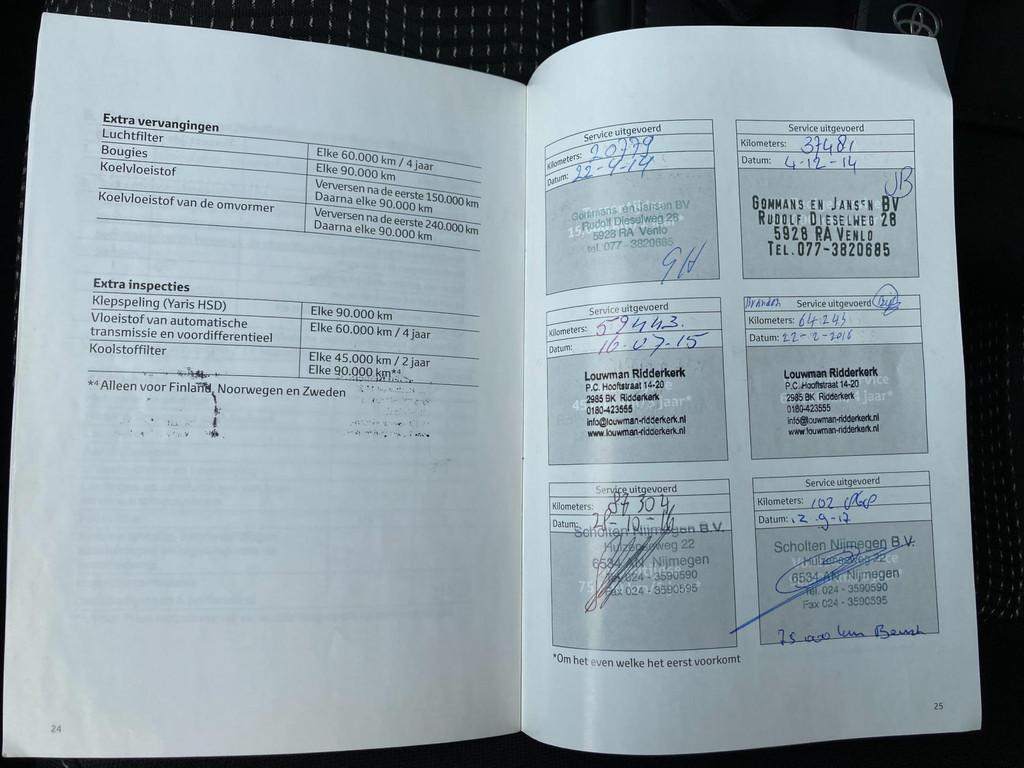 Extra vervangingen
Luchtfilter Elke 60.000 km / 4 jaar
Bougies Elke 90.000 km
Koelvloeistof Verversen na de eerste 150.000 km
Daarna elke 90.000 km
Koelvloeistof van de omvormer Verversen na de eerste 240.000 km
Daarna elke 90.000 km
Extra inspecties
Klepspeling (Yaris HSD) Elke 90.000 km
Vloeistof van automatische
transmissie en voordifferentieel Elke 60.000 km / 4 jaar
Koolstoffilter Elke 45.000 km / 2 jaar
Elke 90.000 km*4
*4 Alleen voor Finland, Noorwegen en Zweden
24
Service uitgevoerd
Kilometers: 20779
Datum: 22-9-14
Gommans en Jansen BV
Rudolf Dieselweg 28
5928 RA Venlo
tel. 077 - 3820685
Service uitgevoerd
Kilometers: 37481
Datum: 4-12-14
GOMMANS EN JANSEN BV
RUDOLF DIESELWEG 28
5928 RA VENLO
TEL. 077-3820685
Service uitgevoerd
Kilometers: 59443.
Datum: 16-07-15
Louwman Ridderkerk
P.C. Hooftstraat 14-20
2985 BK Ridderkerk
0180-423555
info@louwman-ridderkerk.nl
www.louwman-ridderkerk.nl
Service uitgevoerd
Kilometers: 64243
Datum: 22-2-2016
Louwman Ridderkerk
P.C. Hooftstraat 14-20
2985 BK Ridderkerk
0180-423555
info@louwman-ridderkerk.nl
www.louwman-ridderkerk.nl
Service uitgevoerd
Kilometers: 87304
Datum:
Scholten Nijmegen B.V.
Huizenseweg 22
6534 AN Nijmegen
Tel. 024 - 3590590
Fax 024 - 3590595
Service uitgevoerd
Kilometers: 102
Datum: 12-9-17
Scholten Nijmegen B.V.
Huizenseweg 22
6534 AN Nijmegen
Tel. 024 - 3590590
Fax 024 - 3590595
75 000 km Beurt
*Om het even welke het eerst voorkomt
25